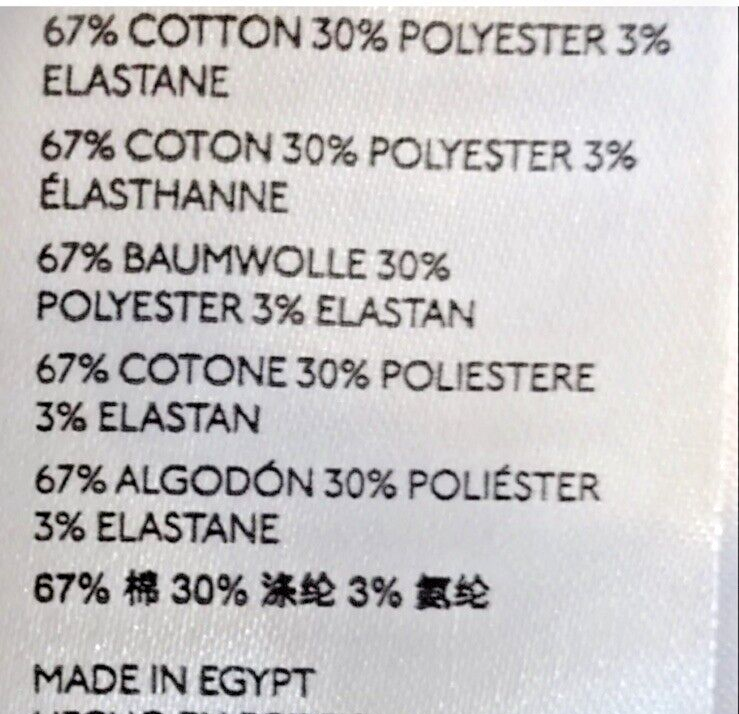 67% COTTON 30% POLYESTER 3%
ELASTANE
67% COTON 30% POLYESTER 3%
ÉLASTHANNE
67% BAUMWOLLE 30%
POLYESTER 3% ELASTAN
67% COTONE 30% POLIESTERE
3% ELASTAN
67% ALGODÓN 30% POLIÉSTER
3% ELASTANE
67% 棉 30% 涤纶 3% 氨纶
MADE IN EGYPT